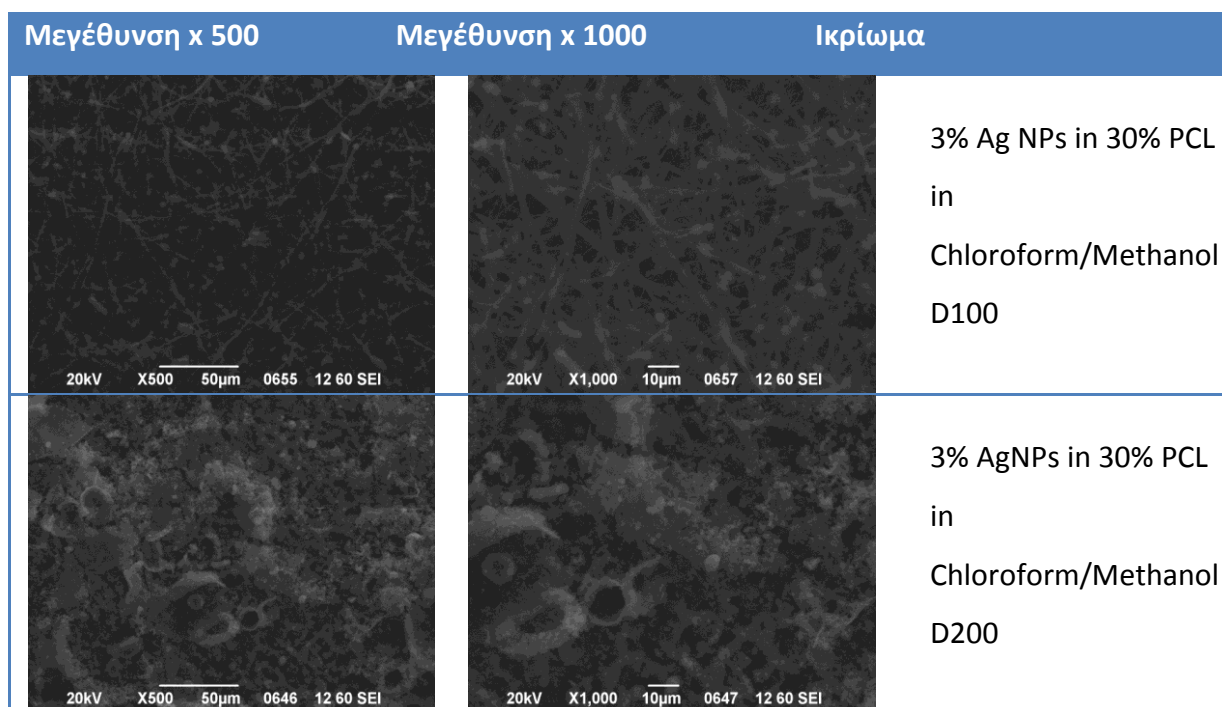 Μεγέθυνση x 500 Μεγέθυνση x 1000 Ικρίωμα
20kV X500 50μm 0655 12 60 SEI
20kV X1,000 10μm 0657 12 60 SEI
3% Ag NPs in 30% PCL
in
Chloroform/Methanol
D100
20kV X500 50μm 0646 12 60 SEI
20kV X1,000 10μm 0647 12 60 SEI
3% AgNPs in 30% PCL
in
Chloroform/Methanol
D200